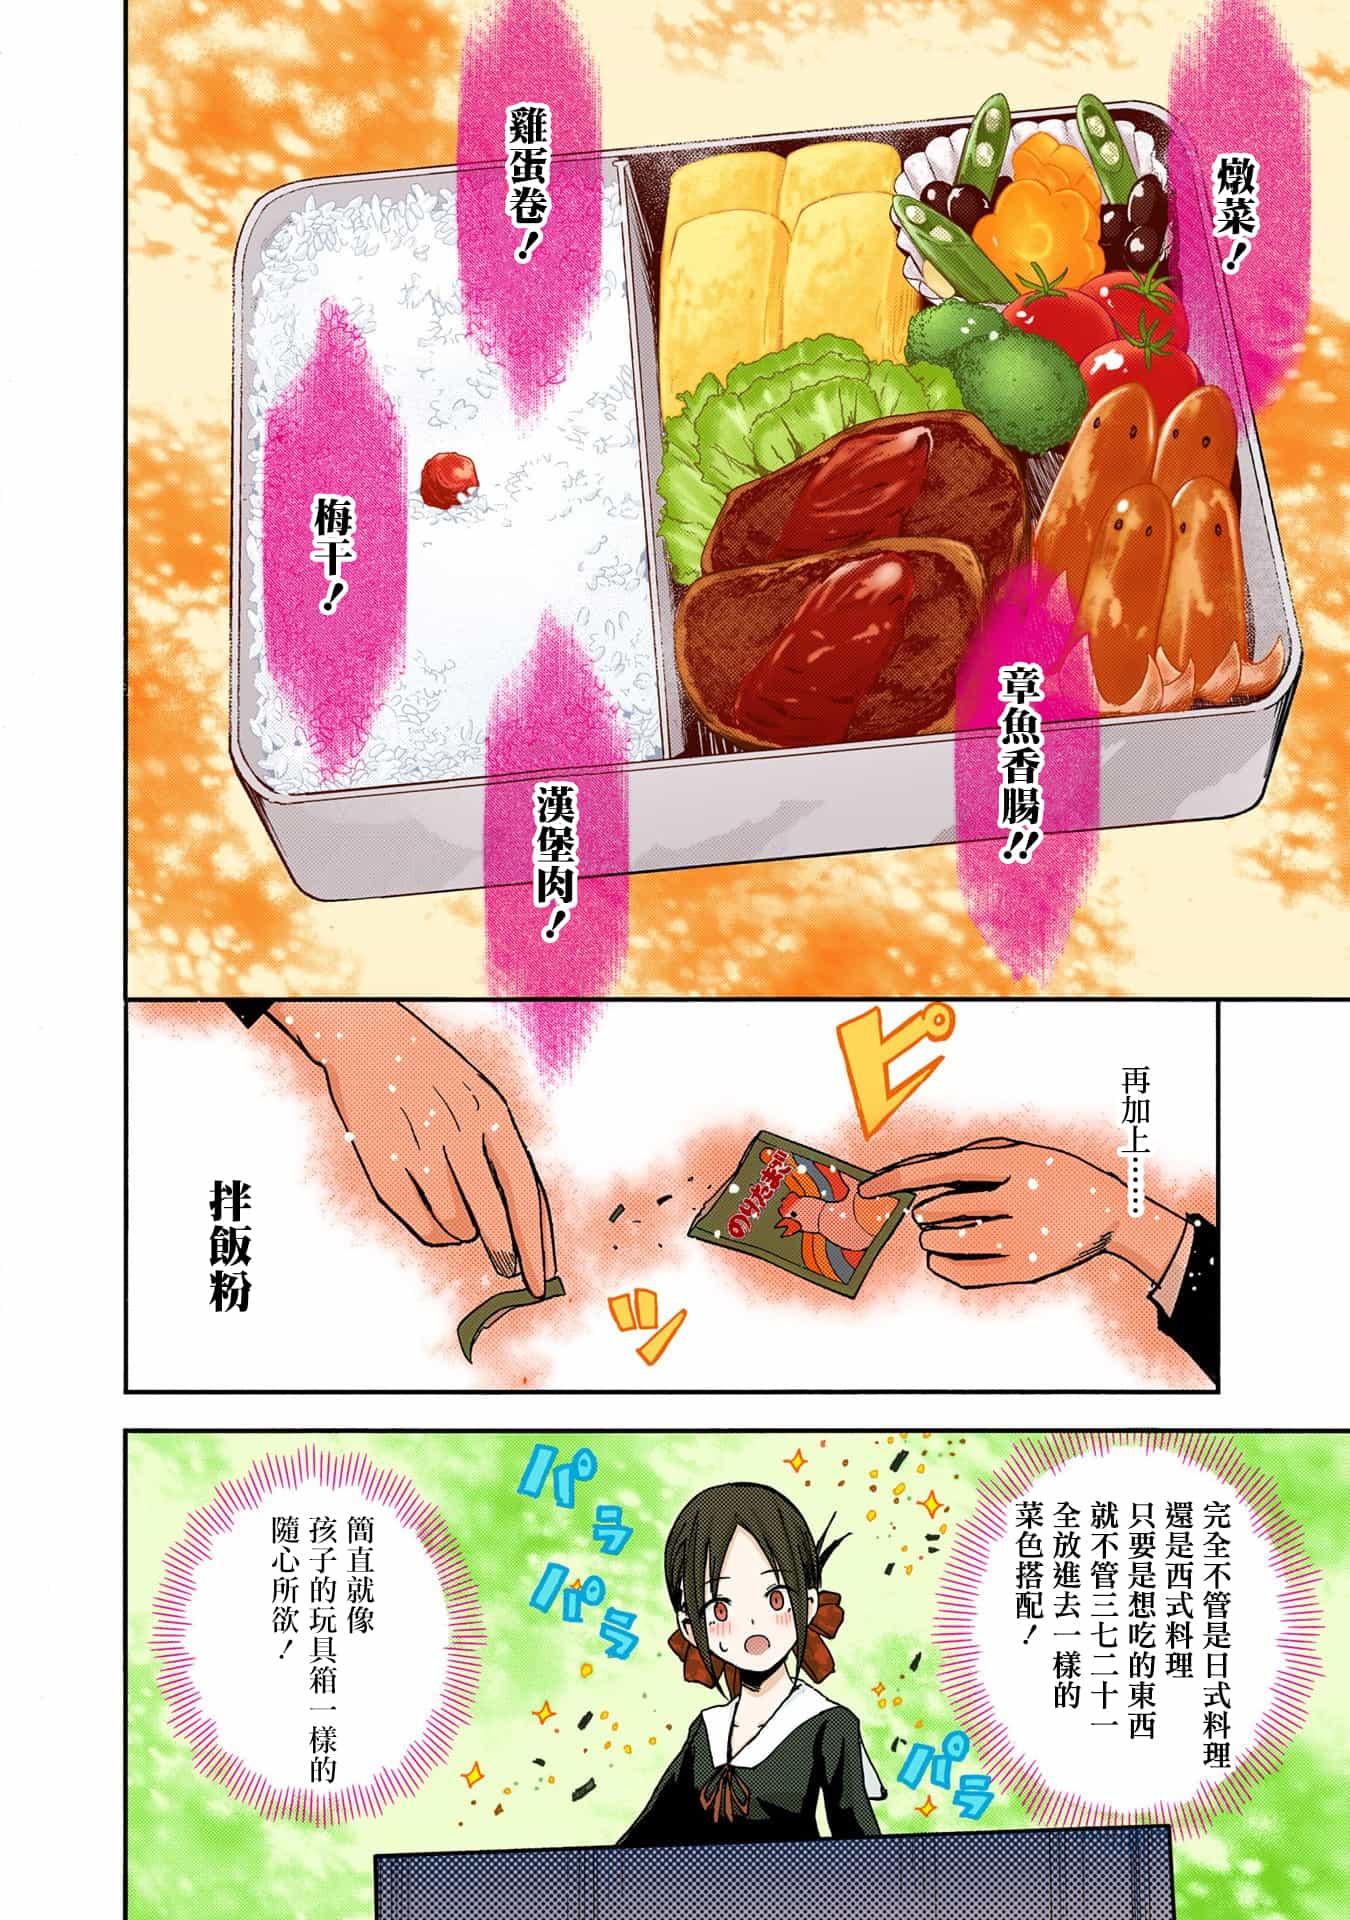 燉菜！
雞蛋卷！
梅干！
章魚香腸！！
漢堡肉！
再加上……
ピ
のりたまご
ッ
拌飯粉
完全不管是日式料理
還是西式料理
只要是想吃的東西
就不管三七二十一
全放進去一樣的
菜色搭配！
パラ
パラ
パラ
簡直就像
孩子的玩具箱一樣的
隨心所欲！